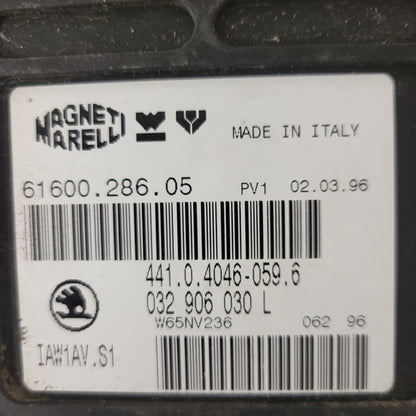 MAGNETI
MARELLI
MADE IN ITALY
61600.286.05 PV1 02.03.96
441.0.4046-059.6
032 906 030 L
W65NV236 062 96
IAW1AV.S1